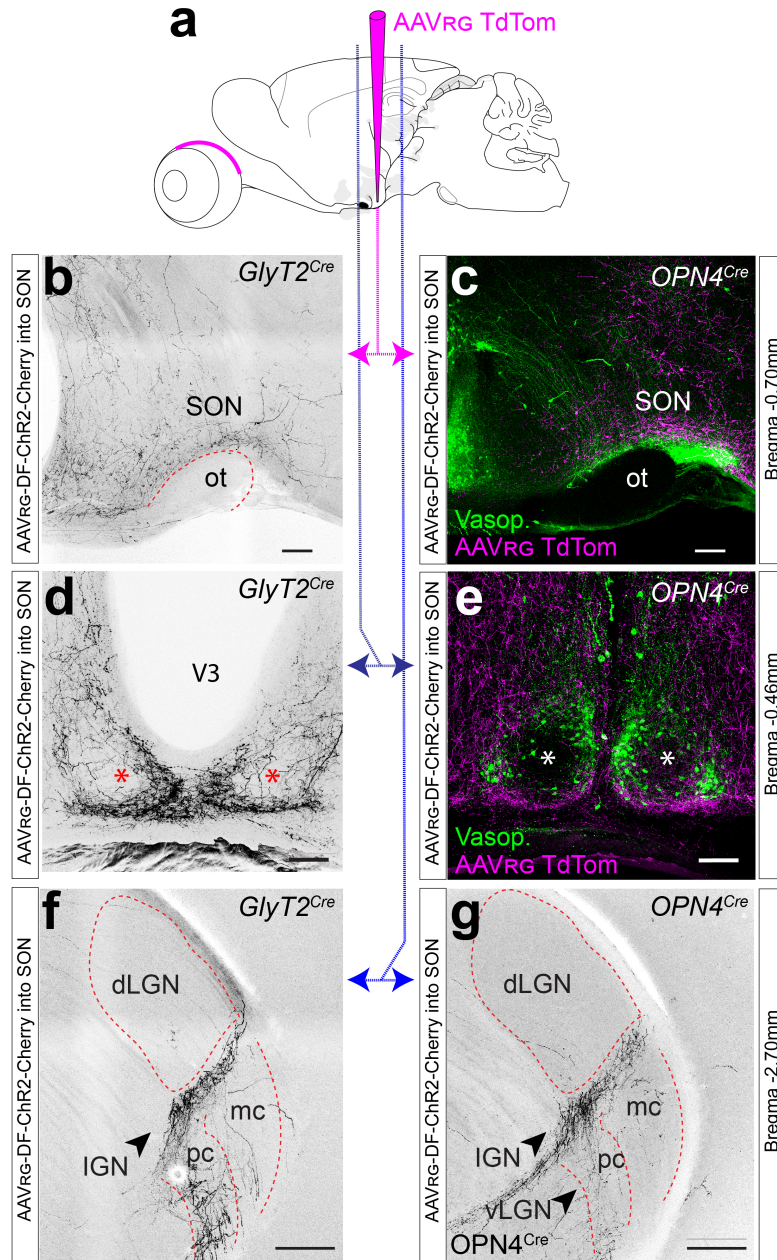 a
AAVRG TdTom
AAVRG-DF-ChR2-Cherry into SON
b
GlyT2Cre
SON
ot
c
OPN4Cre
SON
ot
Vasop.
AAVRG TdTom
Bregma -0.70mm
AAVRG-DF-ChR2-Cherry into SON
AAVRG-DF-ChR2-Cherry into SON
d
GlyT2Cre
V3
*
*
e
OPN4Cre
*
*
Vasop.
AAVRG TdTom
Bregma -0.46mm
AAVRG-DF-ChR2-Cherry into SON
AAVRG-DF-ChR2-Cherry into SON
f
GlyT2Cre
dLGN
mc
IGN
pc
g
OPN4Cre
dLGN
mc
IGN
pc
vLGN
OPN4Cre
Bregma -2.70mm
AAVRG-DF-ChR2-Cherry into SON